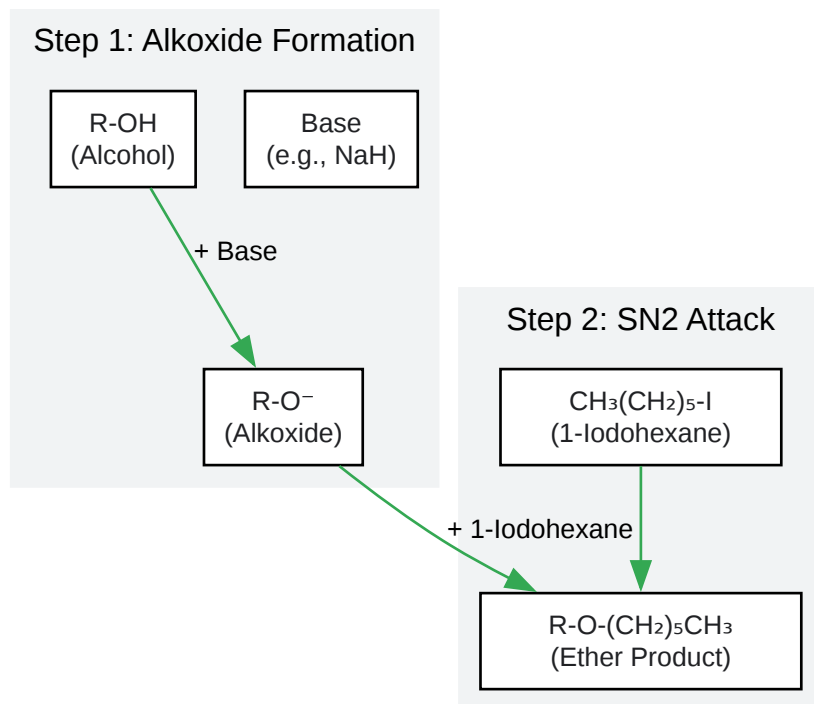 Step 1: Alkoxide Formation
R-OH
(Alcohol)
Base
(e.g., NaH)
+ Base
R-O⁻
(Alkoxide)
Step 2: SN2 Attack
CH₃(CH₂)₅-I
(1-Iodohexane)
+ 1-Iodohexane
R-O-(CH₂)₅CH₃
(Ether Product)